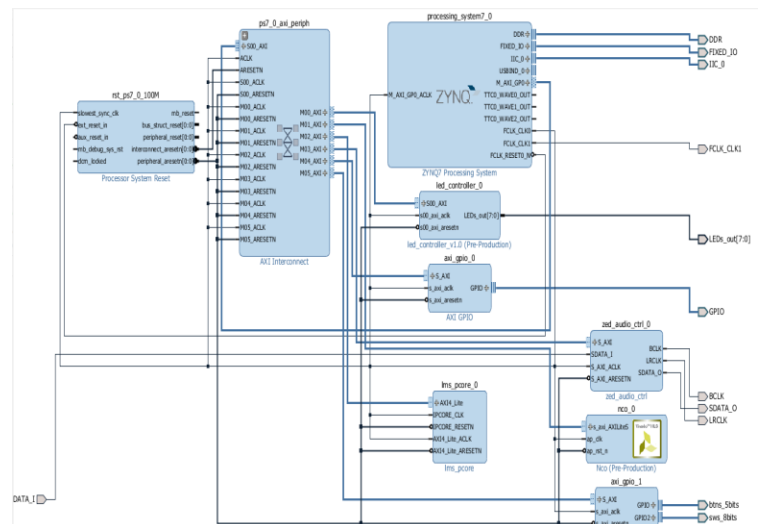 ps7_0_axi_periph
S00_AXI
ACLK
ARESETN
S00_ACLK
S00_ARESETN
M00_ACLK
M00_ARESETN
M01_ACLK
M01_ARESETN
M02_ACLK
M02_ARESETN
M03_ACLK
M03_ARESETN
M04_ACLK
M04_ARESETN
M05_ACLK
M05_ARESETN
M00_AXI
M01_AXI
M02_AXI
M03_AXI
M04_AXI
M05_AXI
AXI Interconnect
rst_ps7_0_100M
slowest_sync_clk
ext_reset_in
aux_reset_in
mb_debug_sys_rst
dcm_locked
mb_reset
bus_struct_reset[0:0]
peripheral_reset[0:0]
interconnect_aresetn[0:0]
peripheral_aresetn[0:0]
Processor System Reset
processing_system7_0
M_AXI_GP0_ACLK
ZYNQ
DDR
FIXED_IO
IIC_0
USBIND_0
M_AXI_GP0
TTC0_WAVE0_OUT
TTC0_WAVE1_OUT
TTC0_WAVE2_OUT
FCLK_CLK0
FCLK_CLK1
FCLK_RESET0_N
ZYNQ7 Processing System
DDR
FIXED_IO
IIC_0
FCLK_CLK1
led_controller_0
S00_AXI
s00_axi_aclk
s00_axi_aresetn
LEDs_out[7:0]
led_controller_v1.0 (Pre-Production)
LEDs_out[7:0]
axi_gpio_0
S_AXI
s_axi_aclk
s_axi_aresetn
GPIO
AXI GPIO
GPIO
zed_audio_ctrl_0
S_AXI
SDATA_I
S_AXI_ACLK
S_AXI_ARESETN
BCLK
LRCLK
SDATA_O
zed_audio_ctrl
BCLK
SDATA_O
LRCLK
lms_pcore_0
AXI4_Lite
IPCORE_CLK
IPCORE_RESETN
AXI4_Lite_ACLK
AXI4_Lite_ARESETN
lms_pcore
nco_0
s_axi_AXILiteS
ap_clk
ap_rst_n
Nco (Pre-Production)
DATA_I
axi_gpio_1
S_AXI
s_axi_aclk
s_axi_aresetn
GPIO
GPIO2
btns_5bits
sws_8bits